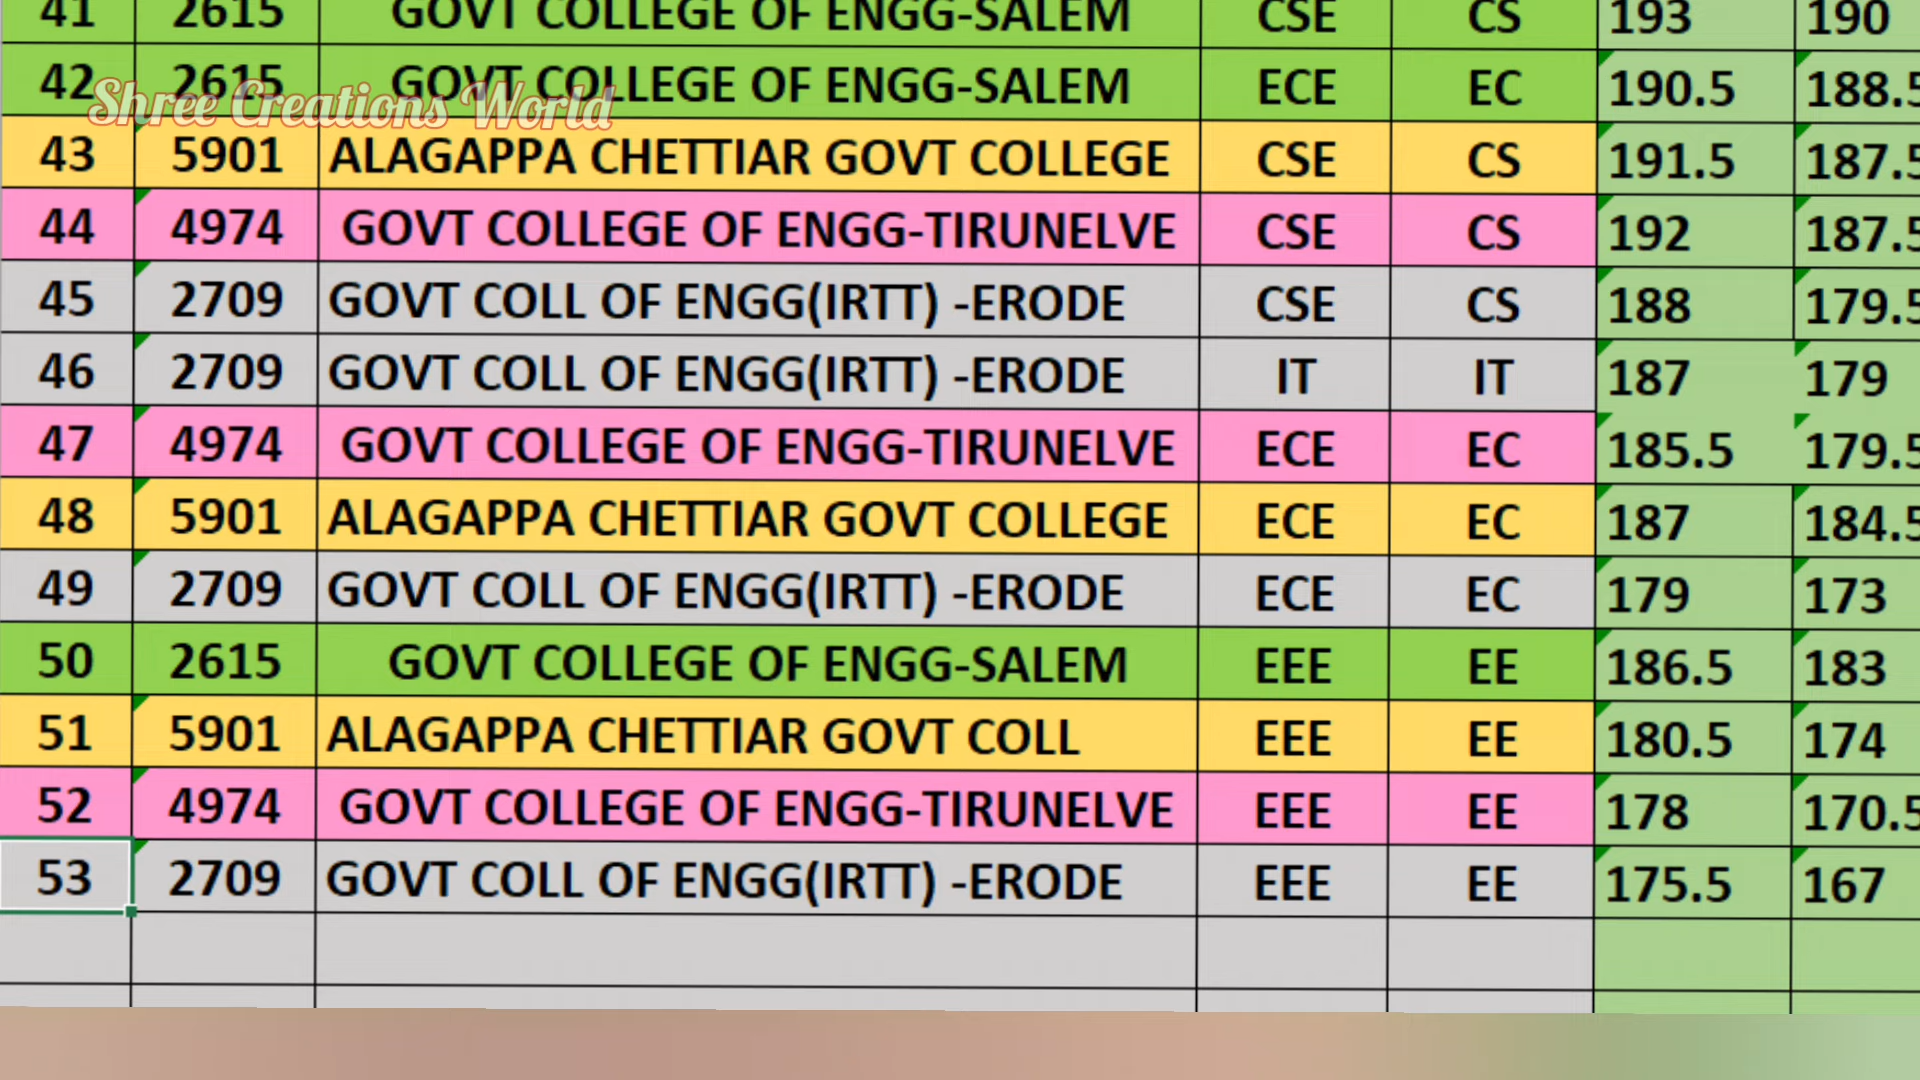 41 2615 GOVT COLLEGE OF ENGG-SALEM CSE CS 193 190
42 2615 GOVT COLLEGE OF ENGG-SALEM ECE EC 190.5 188.5
Shree Creations World
43 5901 ALAGAPPA CHETTIAR GOVT COLLEGE CSE CS 191.5 187.5
44 4974 GOVT COLLEGE OF ENGG-TIRUNELVE CSE CS 192 187.5
45 2709 GOVT COLL OF ENGG(IRTT) -ERODE CSE CS 188 179.5
46 2709 GOVT COLL OF ENGG(IRTT) -ERODE IT IT 187 179
47 4974 GOVT COLLEGE OF ENGG-TIRUNELVE ECE EC 185.5 179.5
48 5901 ALAGAPPA CHETTIAR GOVT COLLEGE ECE EC 187 184.5
49 2709 GOVT COLL OF ENGG(IRTT) -ERODE ECE EC 179 173
50 2615 GOVT COLLEGE OF ENGG-SALEM EEE EE 186.5 183
51 5901 ALAGAPPA CHETTIAR GOVT COLL EEE EE 180.5 174
52 4974 GOVT COLLEGE OF ENGG-TIRUNELVE EEE EE 178 170.5
53 2709 GOVT COLL OF ENGG(IRTT) -ERODE EEE EE 175.5 167